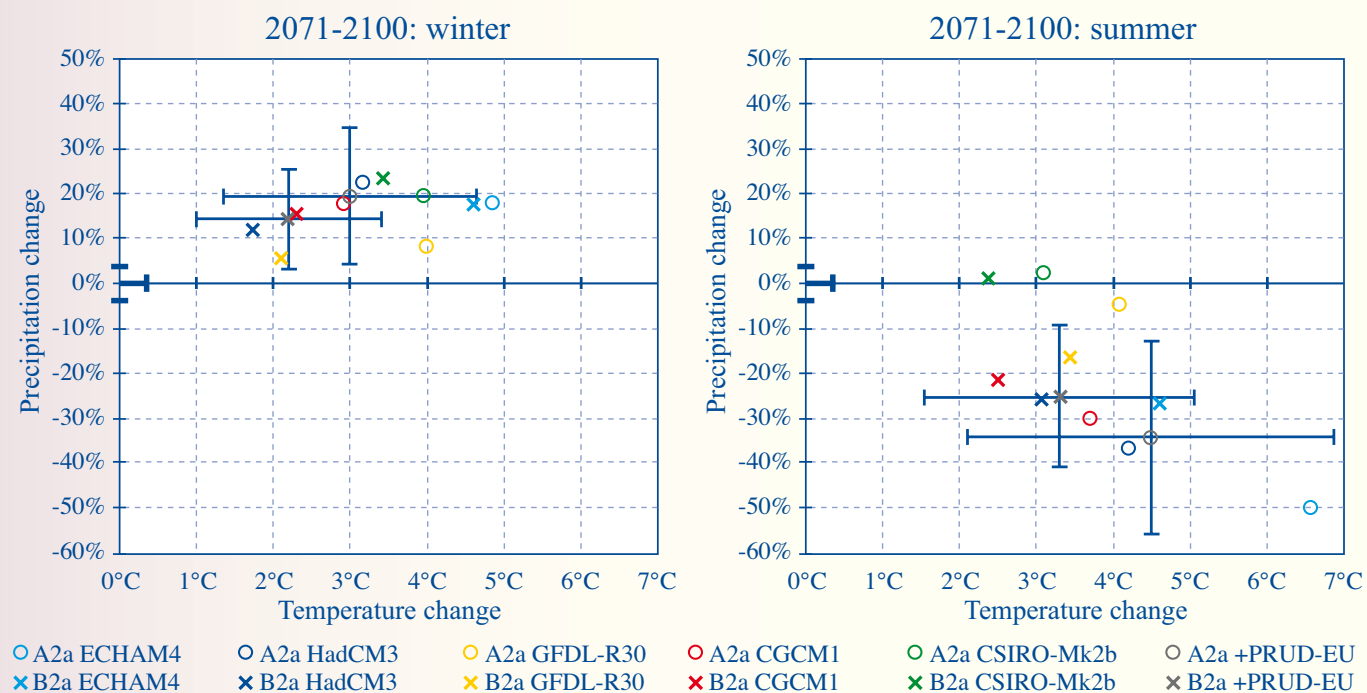 2071-2100: winter
50%
40%
30%
20%
10%
0%
-10%
-20%
-30%
-40%
-50%
-60%
Precipitation change
0°C 1°C 2°C 3°C 4°C 5°C 6°C 7°C
Temperature change
2071-2100: summer
50%
40%
30%
20%
10%
0%
-10%
-20%
-30%
-40%
-50%
-60%
Precipitation change
0°C 1°C 2°C 3°C 4°C 5°C 6°C 7°C
Temperature change
A2a ECHAM4 A2a HadCM3 A2a GFDL-R30 A2a CGCM1 A2a CSIRO-Mk2b A2a +PRUD-EU
B2a ECHAM4 B2a HadCM3 B2a GFDL-R30 B2a CGCM1 B2a CSIRO-Mk2b B2a +PRUD-EU